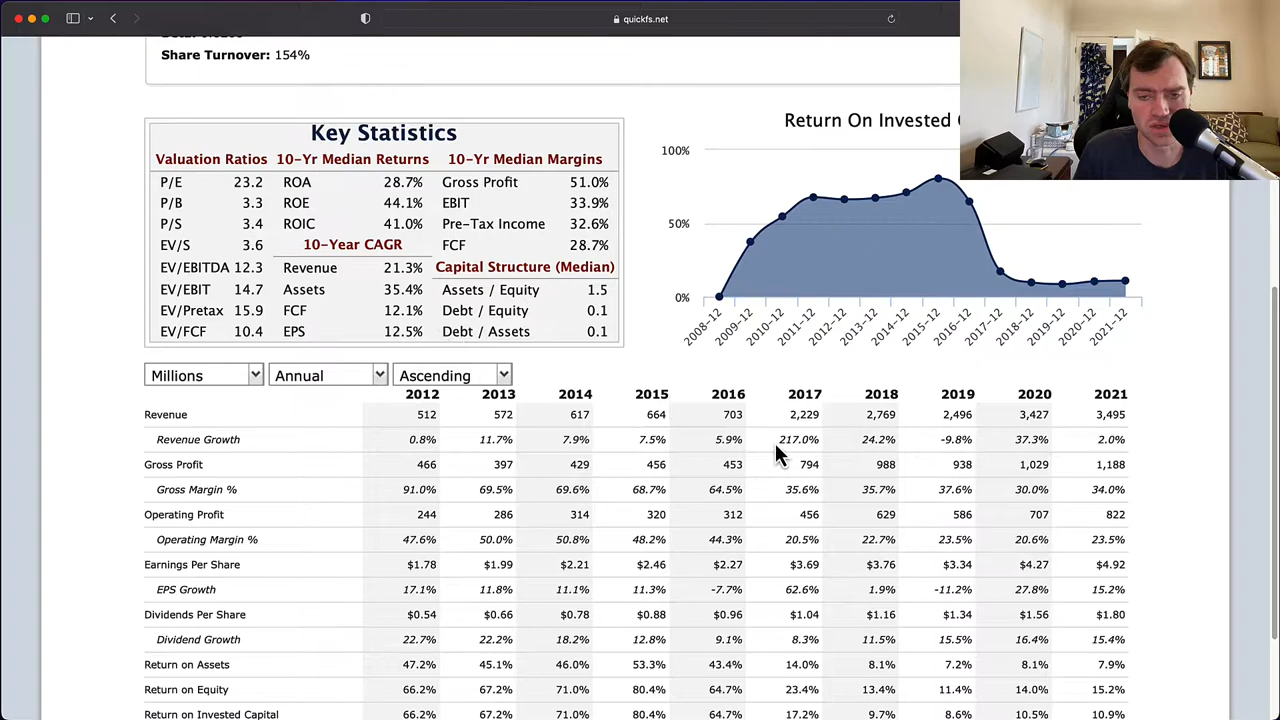 quickfs.net
Share Turnover: 154%
Key Statistics
Valuation Ratios 10-Yr Median Returns 10-Yr Median Margins
P/E 23.2 ROA 28.7% Gross Profit 51.0%
P/B 3.3 ROE 44.1% EBIT 33.9%
P/S 3.4 ROIC 41.0% Pre-Tax Income 32.6%
EV/S 3.6 10-Year CAGR FCF 28.7%
EV/EBITDA 12.3 Revenue 21.3% Capital Structure (Median)
EV/EBIT 14.7 Assets 35.4% Assets / Equity 1.5
EV/Pretax 15.9 FCF 12.1% Debt / Equity 0.1
EV/FCF 10.4 EPS 12.5% Debt / Assets 0.1
Return On Invested
100%
50%
0%
2008-12 2009-12 2010-12 2011-12 2012-12 2013-12 2014-12 2015-12 2016-12 2017-12 2018-12 2019-12 2020-12 2021-12
Millions Annual Ascending
2012 2013 2014 2015 2016 2017 2018 2019 2020 2021
Revenue 512 572 617 664 703 2,229 2,769 2,496 3,427 3,495
Revenue Growth 0.8% 11.7% 7.9% 7.5% 5.9% 217.0% 24.2% -9.8% 37.3% 2.0%
Gross Profit 466 397 429 456 453 794 988 938 1,029 1,188
Gross Margin % 91.0% 69.5% 69.6% 68.7% 64.5% 35.6% 35.7% 37.6% 30.0% 34.0%
Operating Profit 244 286 314 320 312 456 629 586 707 822
Operating Margin % 47.6% 50.0% 50.8% 48.2% 44.3% 20.5% 22.7% 23.5% 20.6% 23.5%
Earnings Per Share $1.78 $1.99 $2.21 $2.46 $2.27 $3.69 $3.76 $3.34 $4.27 $4.92
EPS Growth 17.1% 11.8% 11.1% 11.3% -7.7% 62.6% 1.9% -11.2% 27.8% 15.2%
Dividends Per Share $0.54 $0.66 $0.78 $0.88 $0.96 $1.04 $1.16 $1.34 $1.56 $1.80
Dividend Growth 22.7% 22.2% 18.2% 12.8% 9.1% 8.3% 11.5% 15.5% 16.4% 15.4%
Return on Assets 47.2% 45.1% 46.0% 53.3% 43.4% 14.0% 8.1% 7.2% 8.1% 7.9%
Return on Equity 66.2% 67.2% 71.0% 80.4% 64.7% 23.4% 13.4% 11.4% 14.0% 15.2%
Return on Invested Capital 66.2% 67.2% 71.0% 80.4% 64.7% 17.2% 9.7% 8.6% 10.5% 10.9%